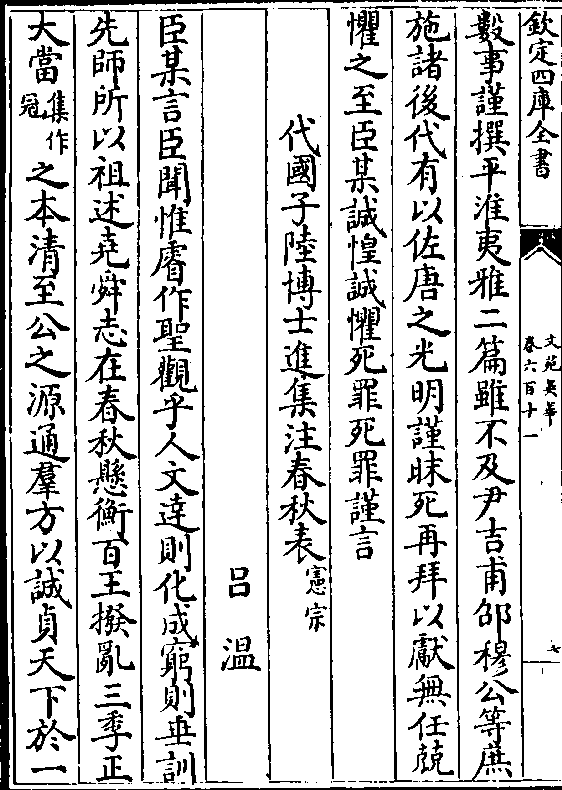 欽定四庫全書
文苑英華
卷六百十一
七
數事謹撰平淮夷雅二篇雖不及尹吉甫邵穆公等庶
施諸後代有以佐唐之光明謹昧死再拜以獻無任兢
懼之至臣某誠惶誠懼死罪死罪謹言
代國子陸博士進集注春秋表憲宗
吕溫
臣某言臣聞惟睿作聖觀乎人文達則化成窮則垂訓
先師所以祖述堯舜志在春秋懸衡百王撥亂三季正
大當集作冠之本清至公之源通羣方以誠貞天下於一